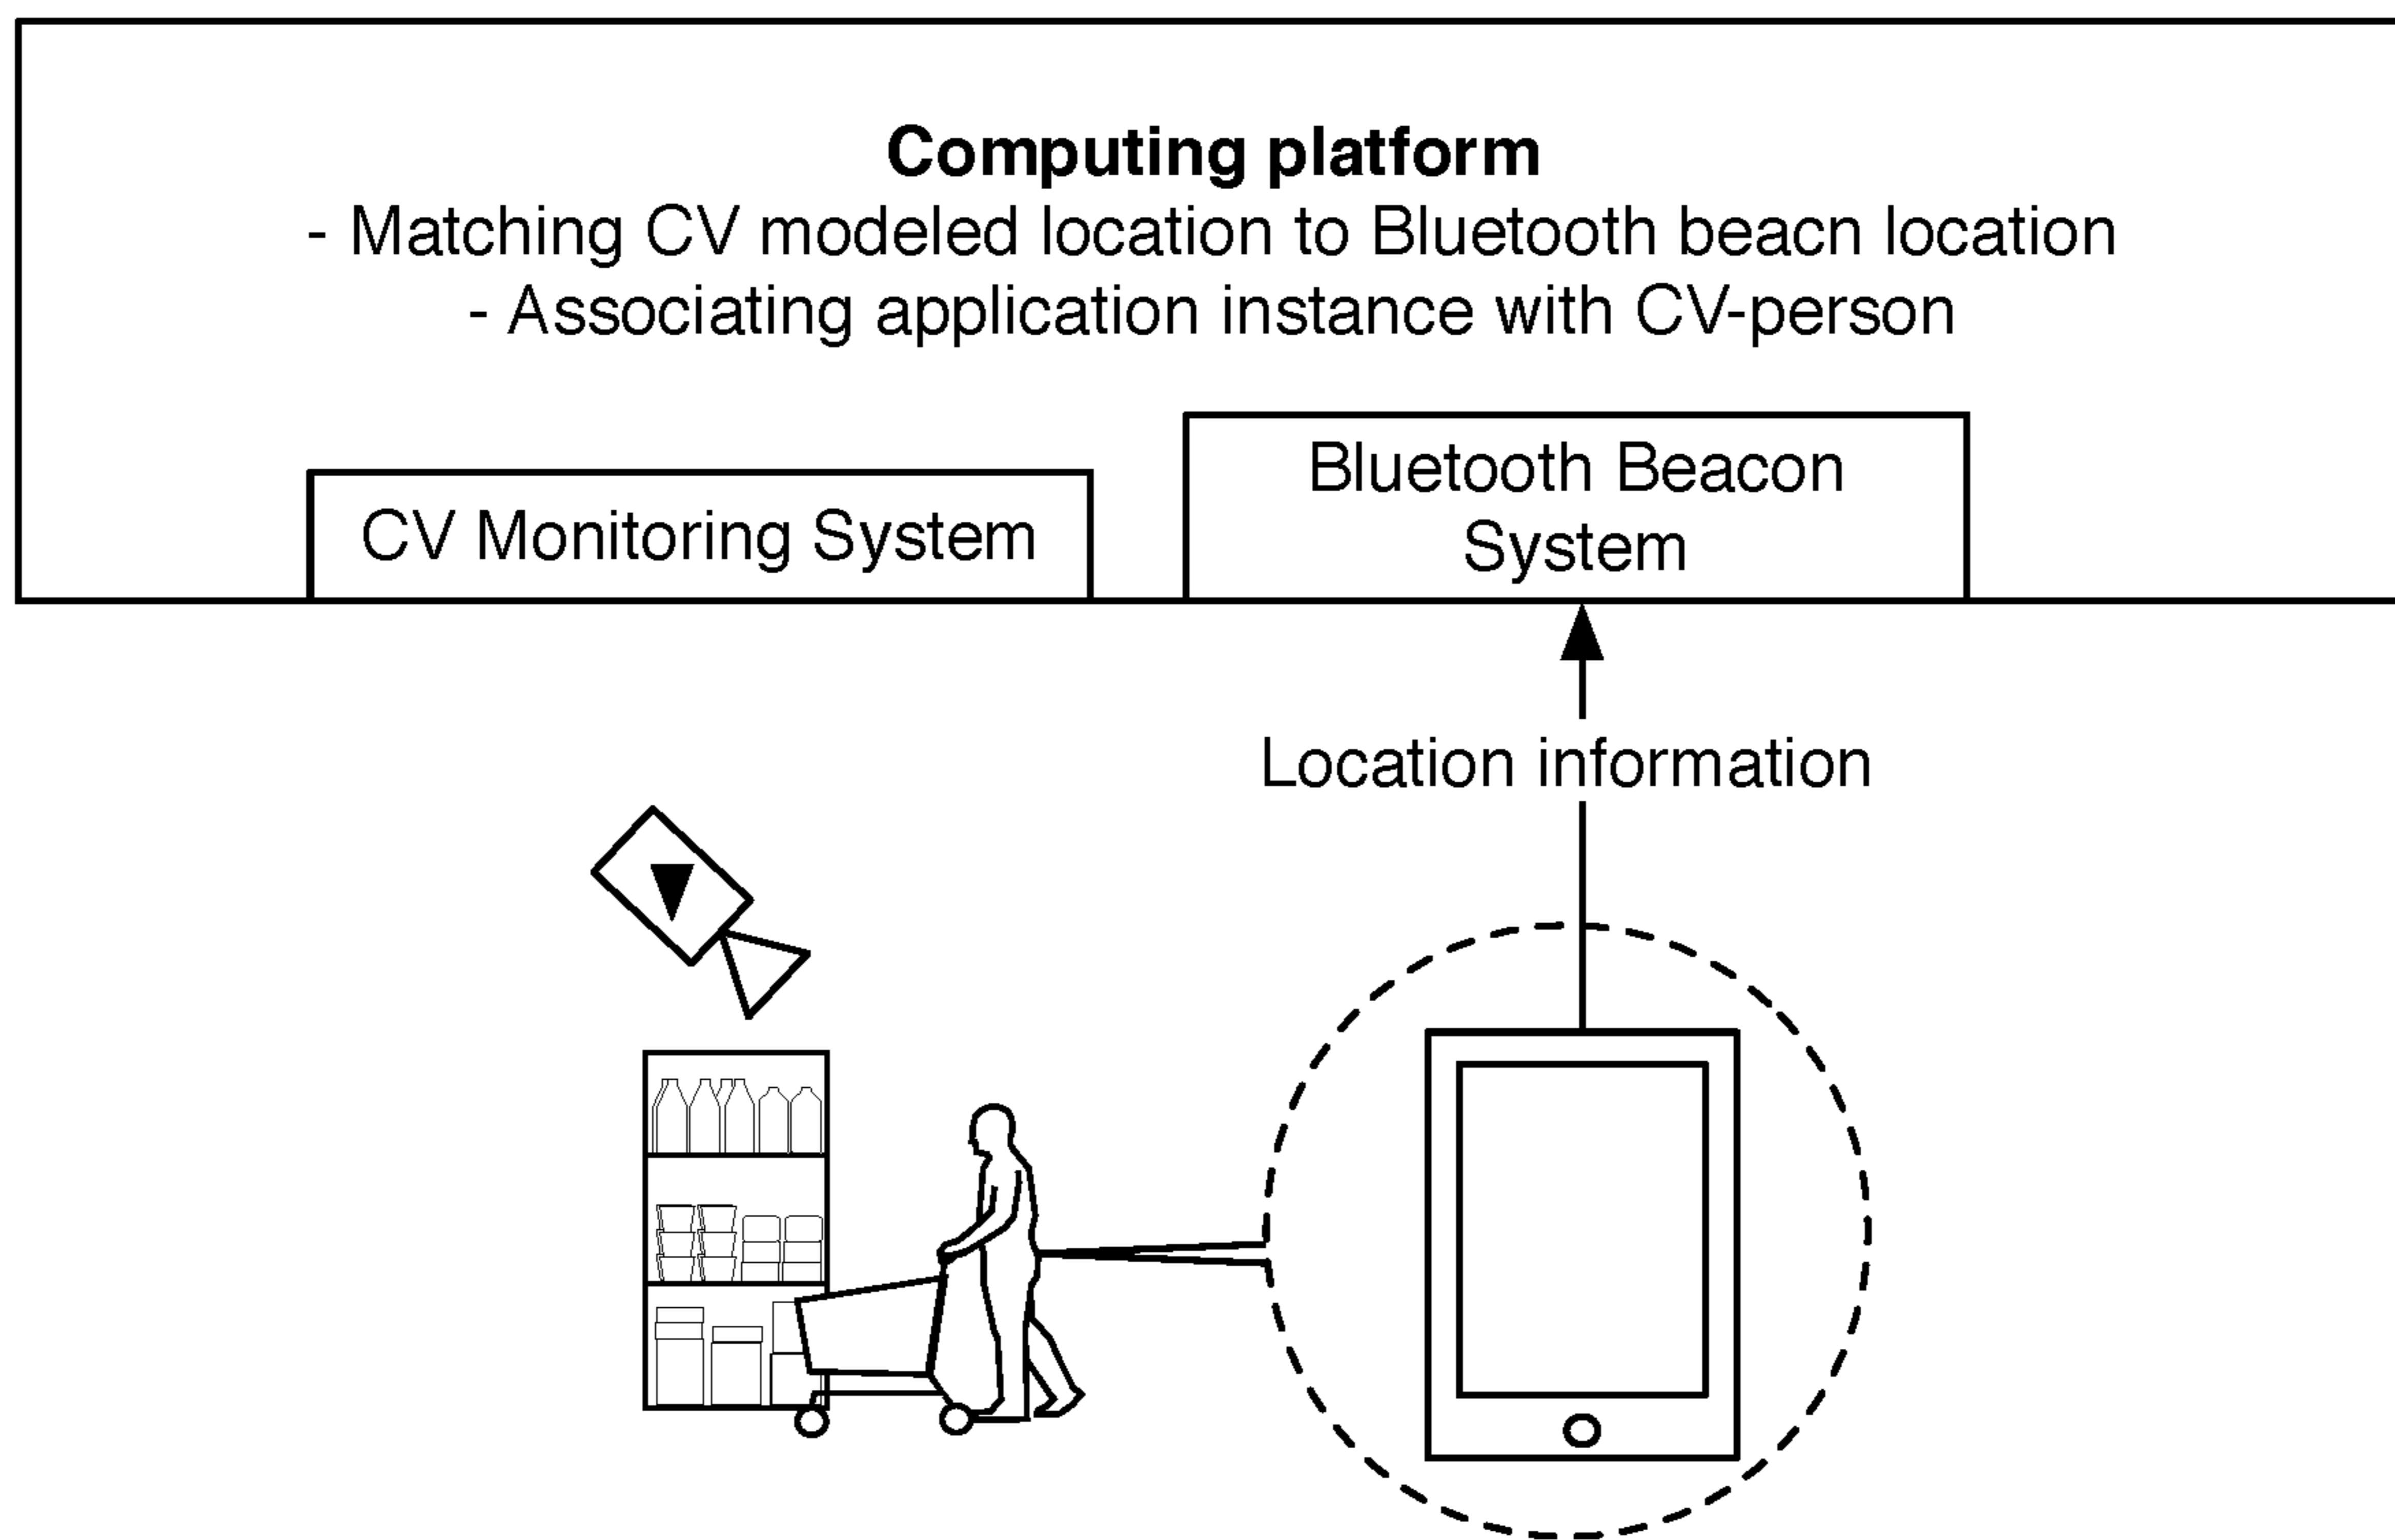 Computing platform
- Matching CV modeled location to Bluetooth beacn location
- Associating application instance with CV-person
CV Monitoring System
Bluetooth Beacon
System
Location information